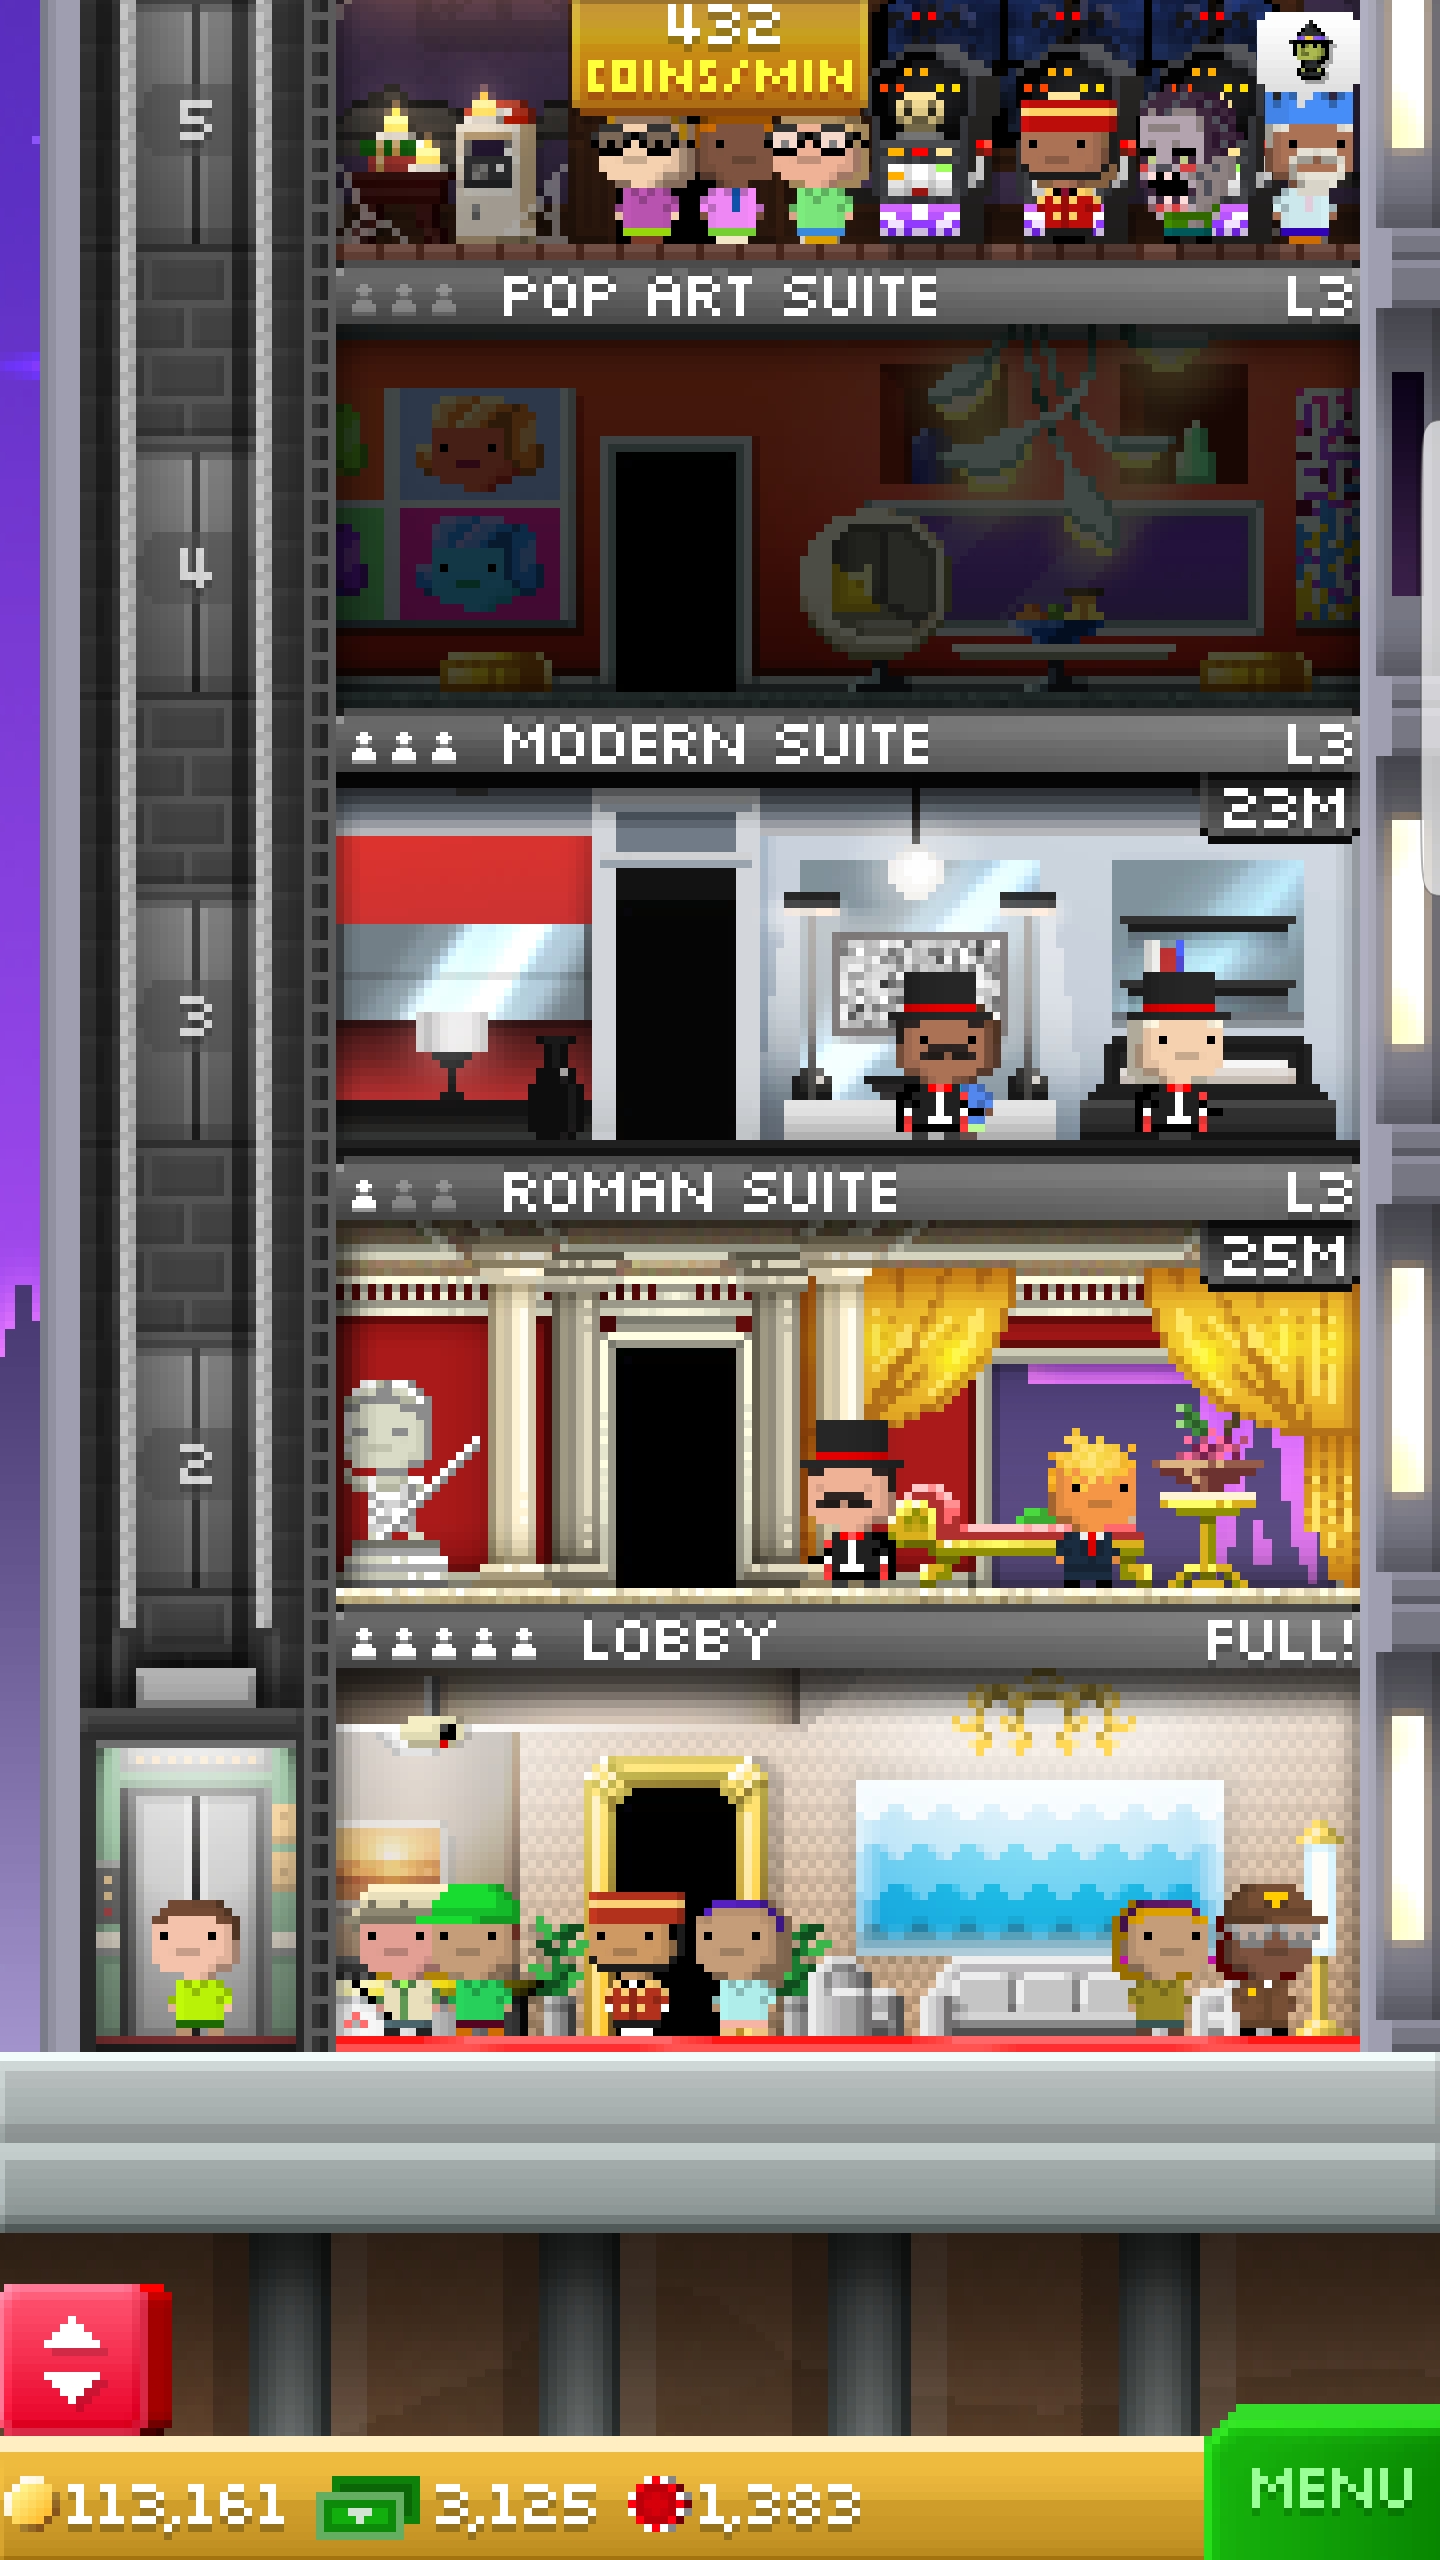 432
COINS/MIN
5
POP ART SUITE L3
4
MODERN SUITE L3
23M
3
ROMAN SUITE L3
25M
2
LOBBY FULL!
113,161 3,125 1,383
MENU